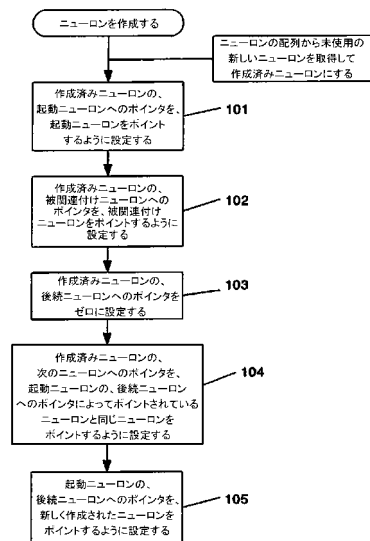 ニューロンを作成する
ニューロンの配列から未使用の
新しいニューロンを取得して
作成済みニューロンにする
作成済みニューロンの、
起動ニューロンへのポインタを、
起動ニューロンをポイント
するように設定する
101
作成済みニューロンの、
被関連付けニューロンへの
ポインタを、被関連付け
ニューロンをポイントするように
設定する
102
作成済みニューロンの、
後続ニューロンへのポインタを
ゼロに設定する
103
作成済みニューロンの、
次のニューロンへのポインタを、
起動ニューロンの、後続ニューロン
へのポインタによってポイントされている
ニューロンと同じニューロンを
ポイントするように設定する
104
起動ニューロンの、
後続ニューロンへのポインタを、
新しく作成されたニューロンを
ポイントするように設定する
105